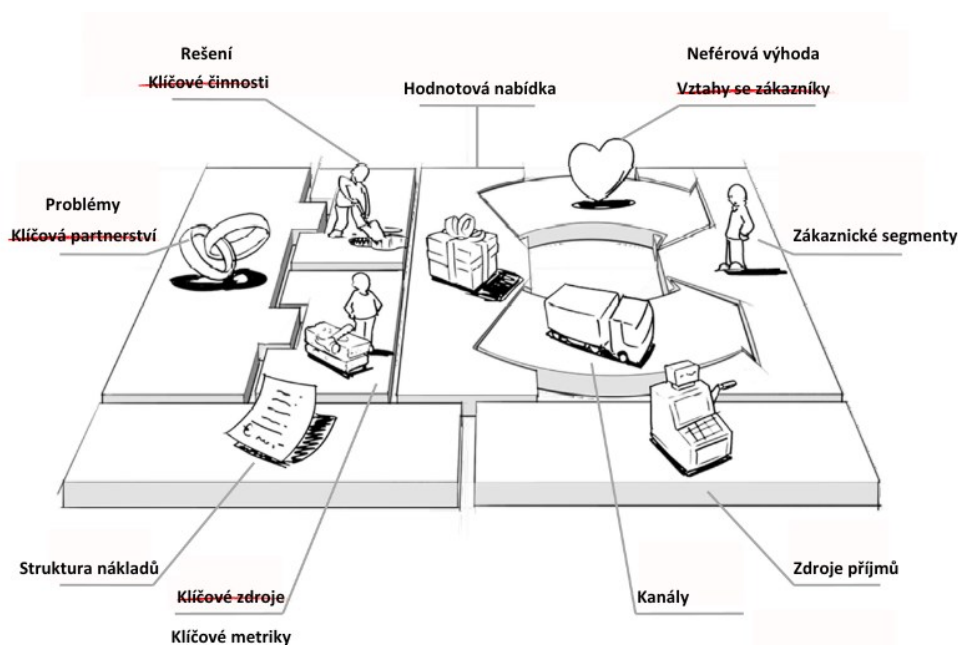 Rešení
Klíčové činnosti
Neférová výhoda
Vztahy se zákazníky
Hodnotová nabídka
Problémy
Klíčová partnerství
Zákaznické segmenty
Struktura nákladů
Zdroje příjmů
Klíčové zdroje
Kanály
Klíčové metriky